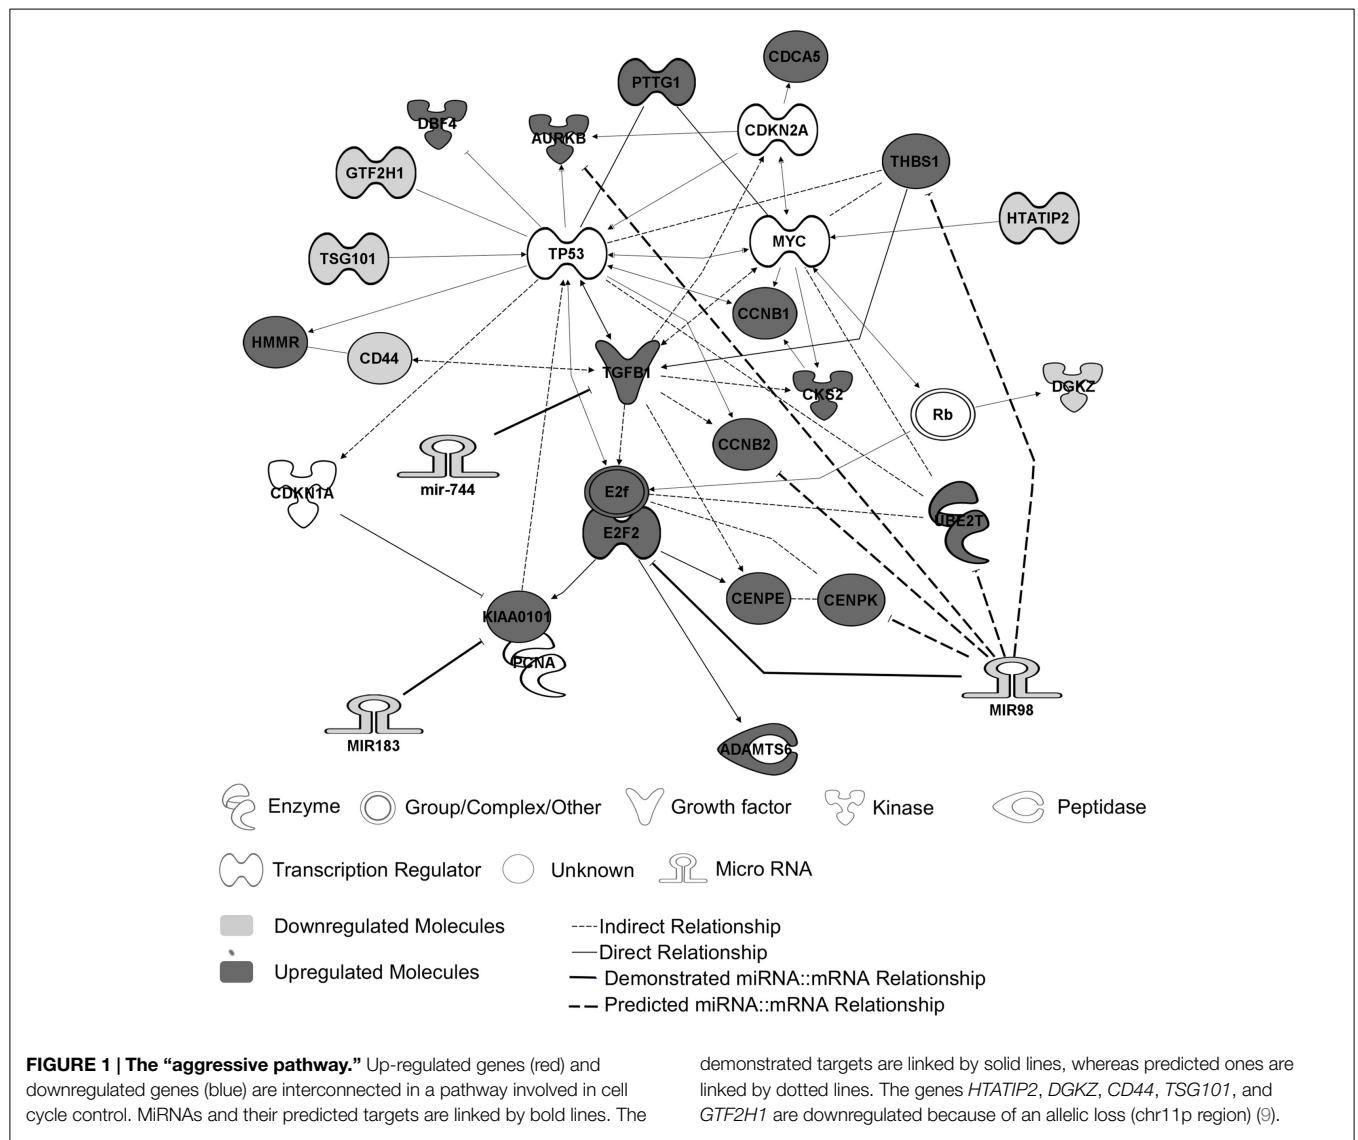 CDCA5
PTTG1
DBF4
AURKB
CDKN2A
GTF2H1
THBS1
HTATIP2
TSG101
TP53
MYC
CCNB1
HMMR
CD44
TGFB1
CKS2
DGKZ
Rb
CCNB2
mir-744
CDKN1A
E2f
UBE2T
E2F2
CENPE
CENPK
KIAA0101
PCNA
MIR98
MIR183
ADAMTS6
Enzyme
Group/Complex/Other
Growth factor
Kinase
Peptidase
Transcription Regulator
Unknown
Micro RNA
Downregulated Molecules
Upregulated Molecules
Indirect Relationship
Direct Relationship
Demonstrated miRNA::mRNA Relationship
Predicted miRNA::mRNA Relationship
FIGURE 1 | The “aggressive pathway.” Up-regulated genes (red) and
downregulated genes (blue) are interconnected in a pathway involved in cell
cycle control. MiRNAs and their predicted targets are linked by bold lines. The
demonstrated targets are linked by solid lines, whereas predicted ones are
linked by dotted lines. The genes HTATIP2, DGKZ, CD44, TSG101, and
GTF2H1 are downregulated because of an allelic loss (chr11p region) (9).